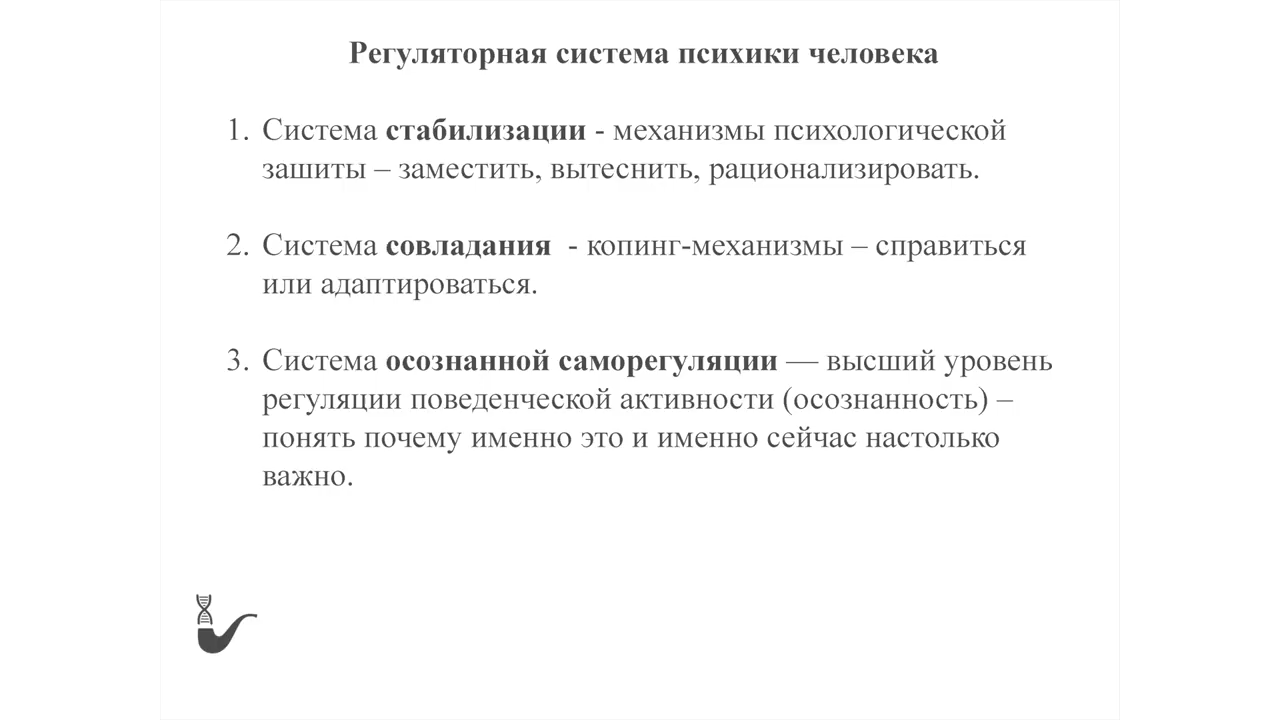 Регуляторная система психики человека
1. Система стабилизации - механизмы психологической
зашиты – заместить, вытеснить, рационализировать.
2. Система совладания - копинг-механизмы – справиться
или адаптироваться.
3. Система осознанной саморегуляции — высший уровень
регуляции поведенческой активности (осознанность) –
понять почему именно это и именно сейчас настолько
важно.